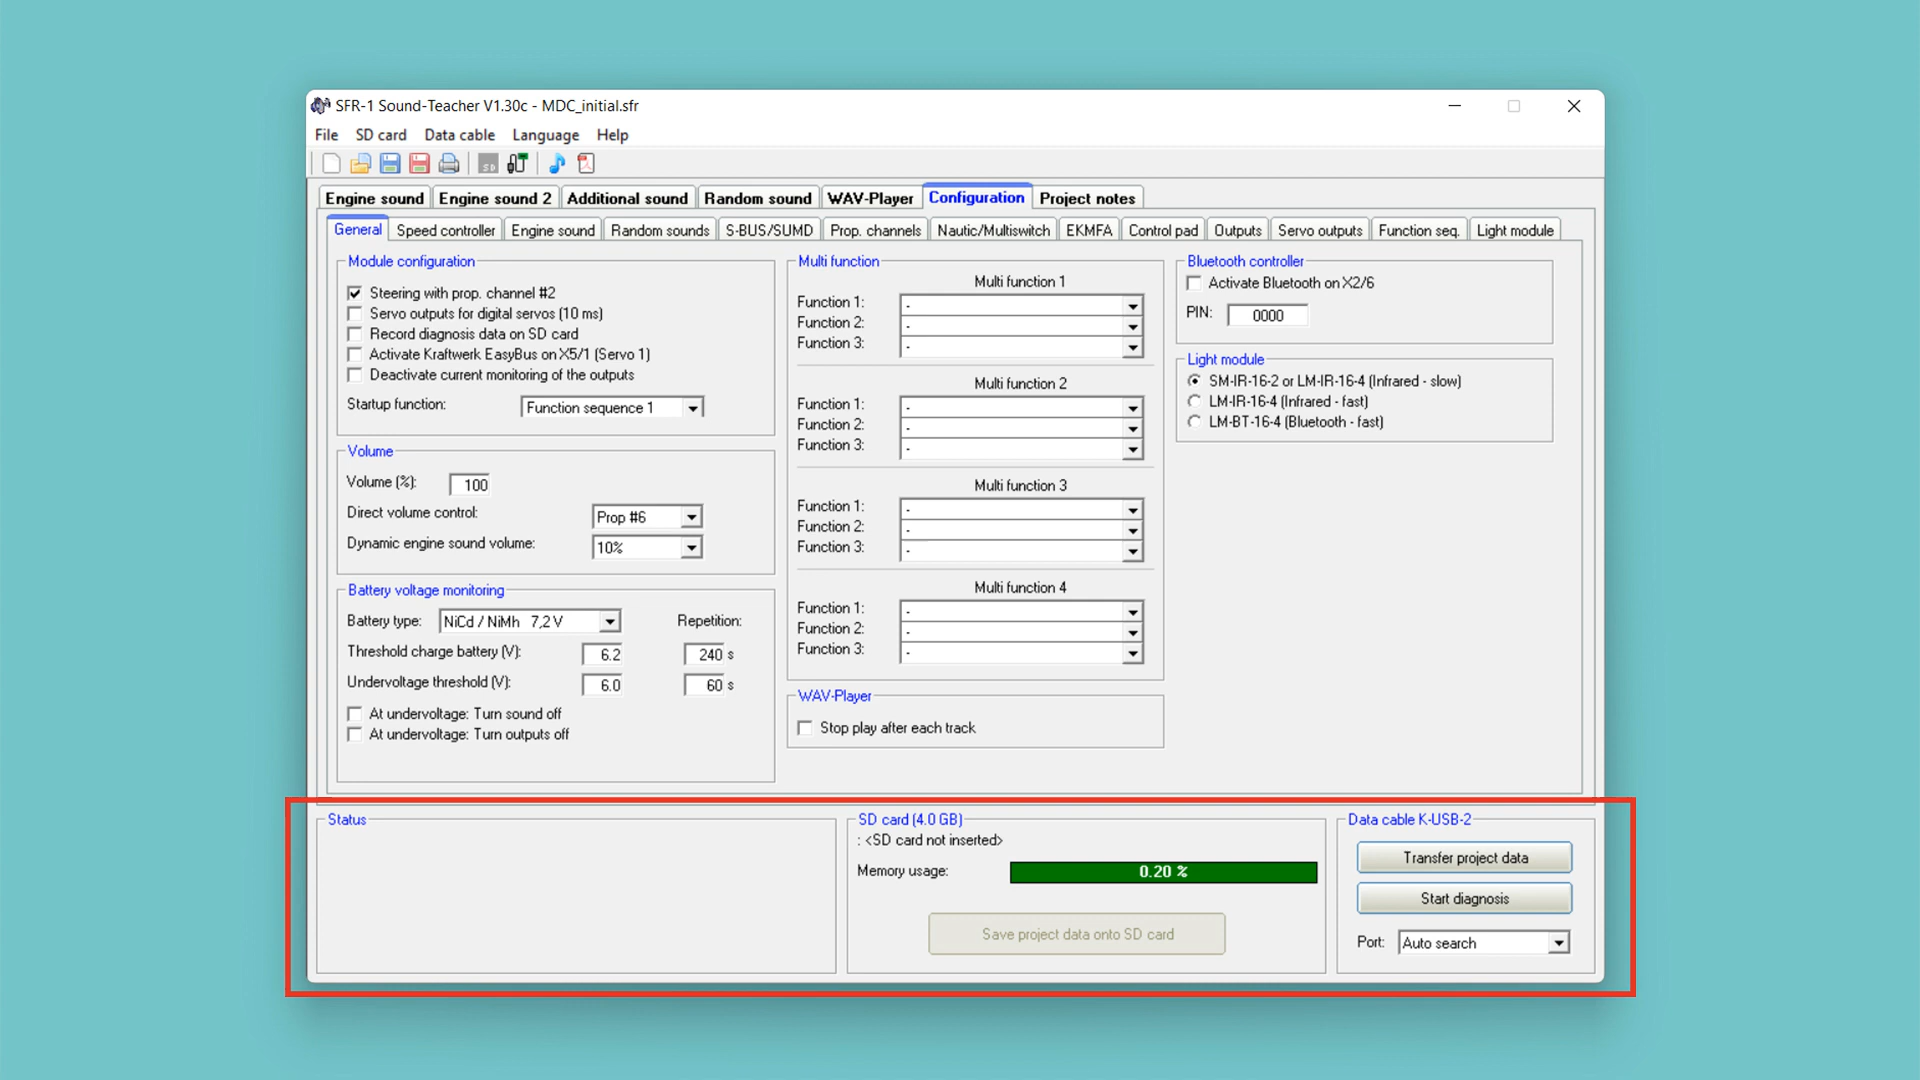 SFR-1 Sound-Teacher V1.30c - MDC_initial.sfr
File SD card Data cable Language Help
SD
Engine sound Engine sound 2 Additional sound Random sound WAV-Player Configuration Project notes
General Speed controller Engine sound Random sounds S-BUS/SUMD Prop. channels Nautic/Multiswitch EKMFA Control pad Outputs Servo outputs Function seq. Light module
Module configuration
Steering with prop. channel #2
Servo outputs for digital servos (10 ms)
Record diagnosis data on SD card
Activate Kraftwerk EasyBus on X5/1 (Servo 1)
Deactivate current monitoring of the outputs
Startup function: Function sequence 1
Volume
Volume (%): 100
Direct volume control: Prop #6
Dynamic engine sound volume: 10%
Battery voltage monitoring
Battery type: NiCd / NiMh 7,2 V Repetition:
Threshold charge battery (V): 6.2 240 s
Undervoltage threshold (V): 6.0 60 s
At undervoltage: Turn sound off
At undervoltage: Turn outputs off
Multi function
Multi function 1
Function 1: -
Function 2: -
Function 3: -
Multi function 2
Function 1: -
Function 2: -
Function 3: -
Multi function 3
Function 1: -
Function 2: -
Function 3: -
Multi function 4
Function 1: -
Function 2: -
Function 3: -
WAV-Player
Stop play after each track
Bluetooth controller
Activate Bluetooth on X2/6
PIN: 0000
Light module
SM-IR-16-2 or LM-IR-16-4 (Infrared - slow)
LM-IR-16-4 (Infrared - fast)
LM-BT-16-4 (Bluetooth - fast)
Status
SD card (4.0 GB)
: <SD card not inserted>
Memory usage: 0.20 %
Save project data onto SD card
Data cable K-USB-2
Transfer project data
Start diagnosis
Port: Auto search